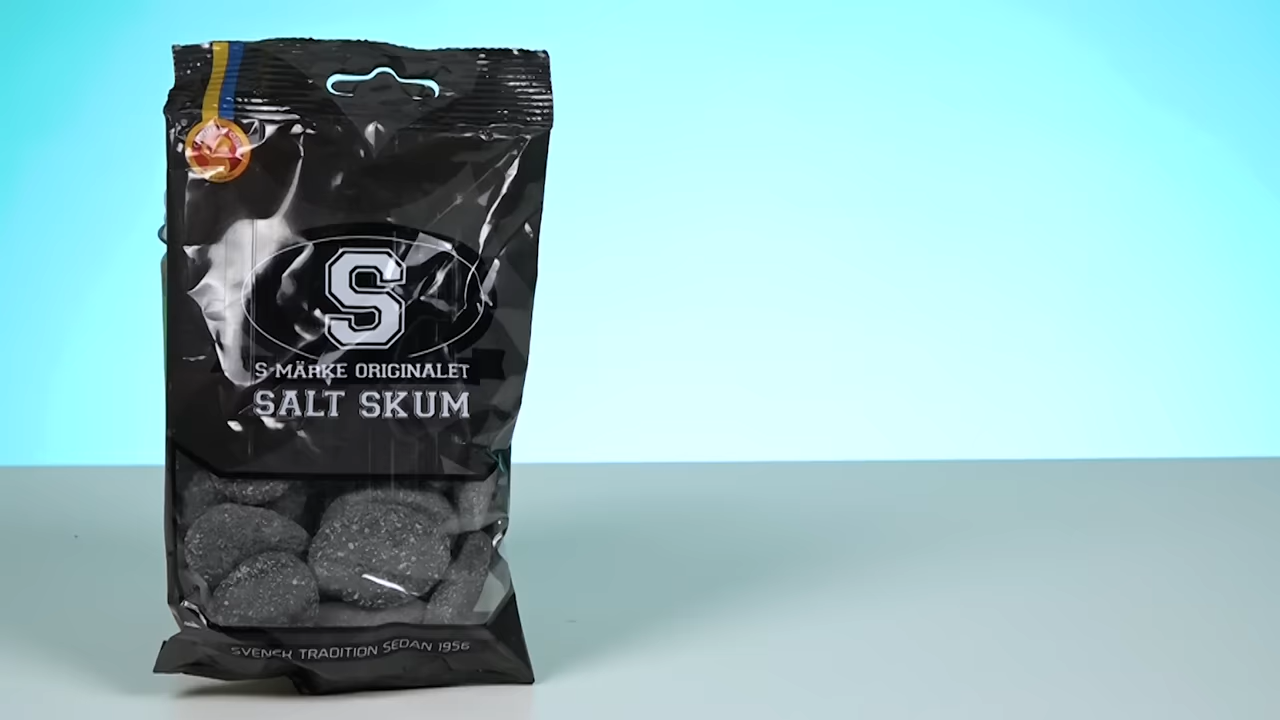 S
S-MÄRKE ORIGINALET
SALT SKUM
SVENSK TRADITION SEDAN 1956